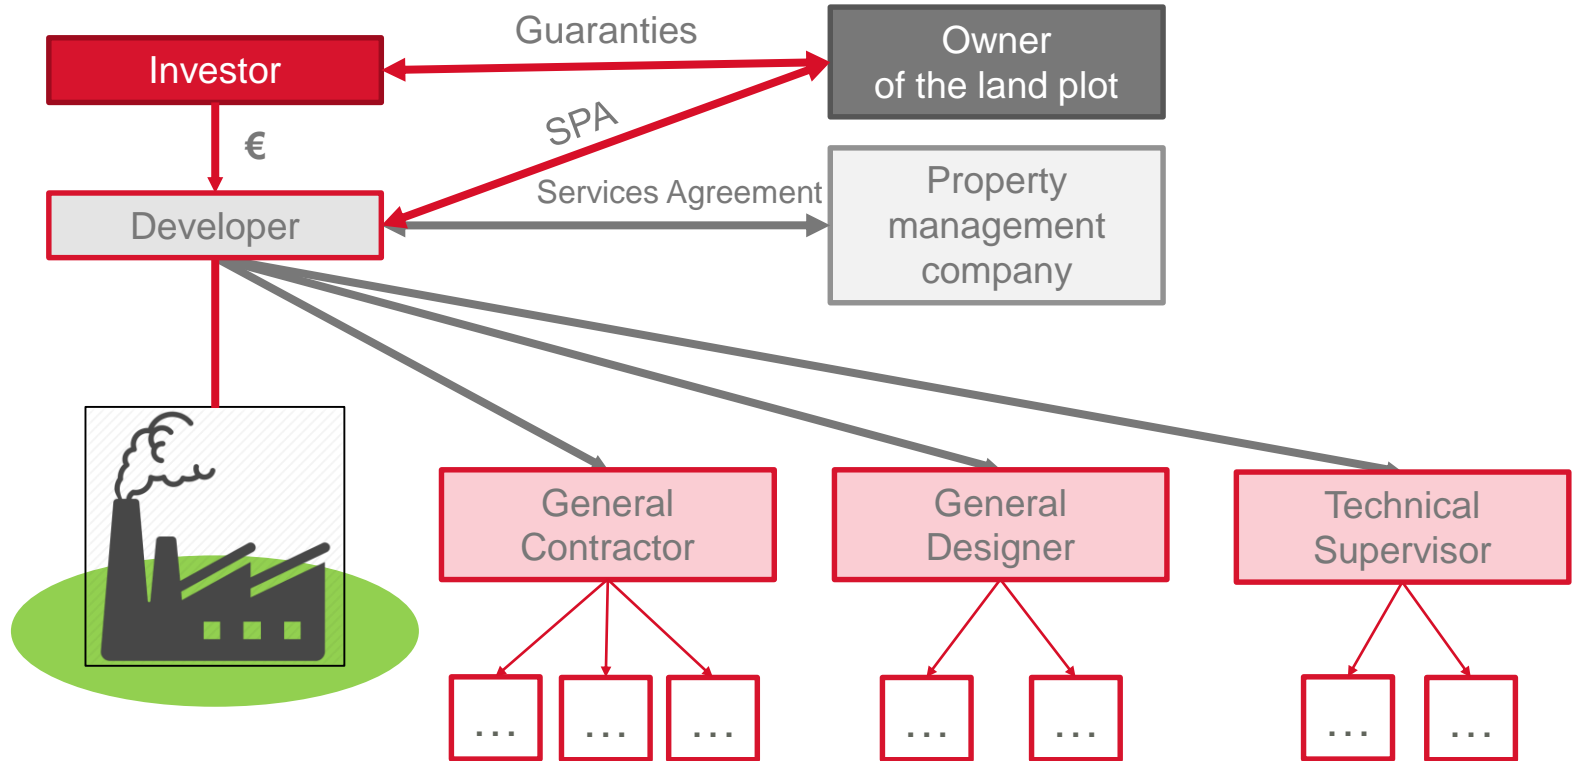 Guaranties
Owner
of the land plot
Investor
SPA
€
Services Agreement
Property
management
company
Developer
General
Contractor
General
Designer
Technical
Supervisor
...
...
...
...
...
...
...